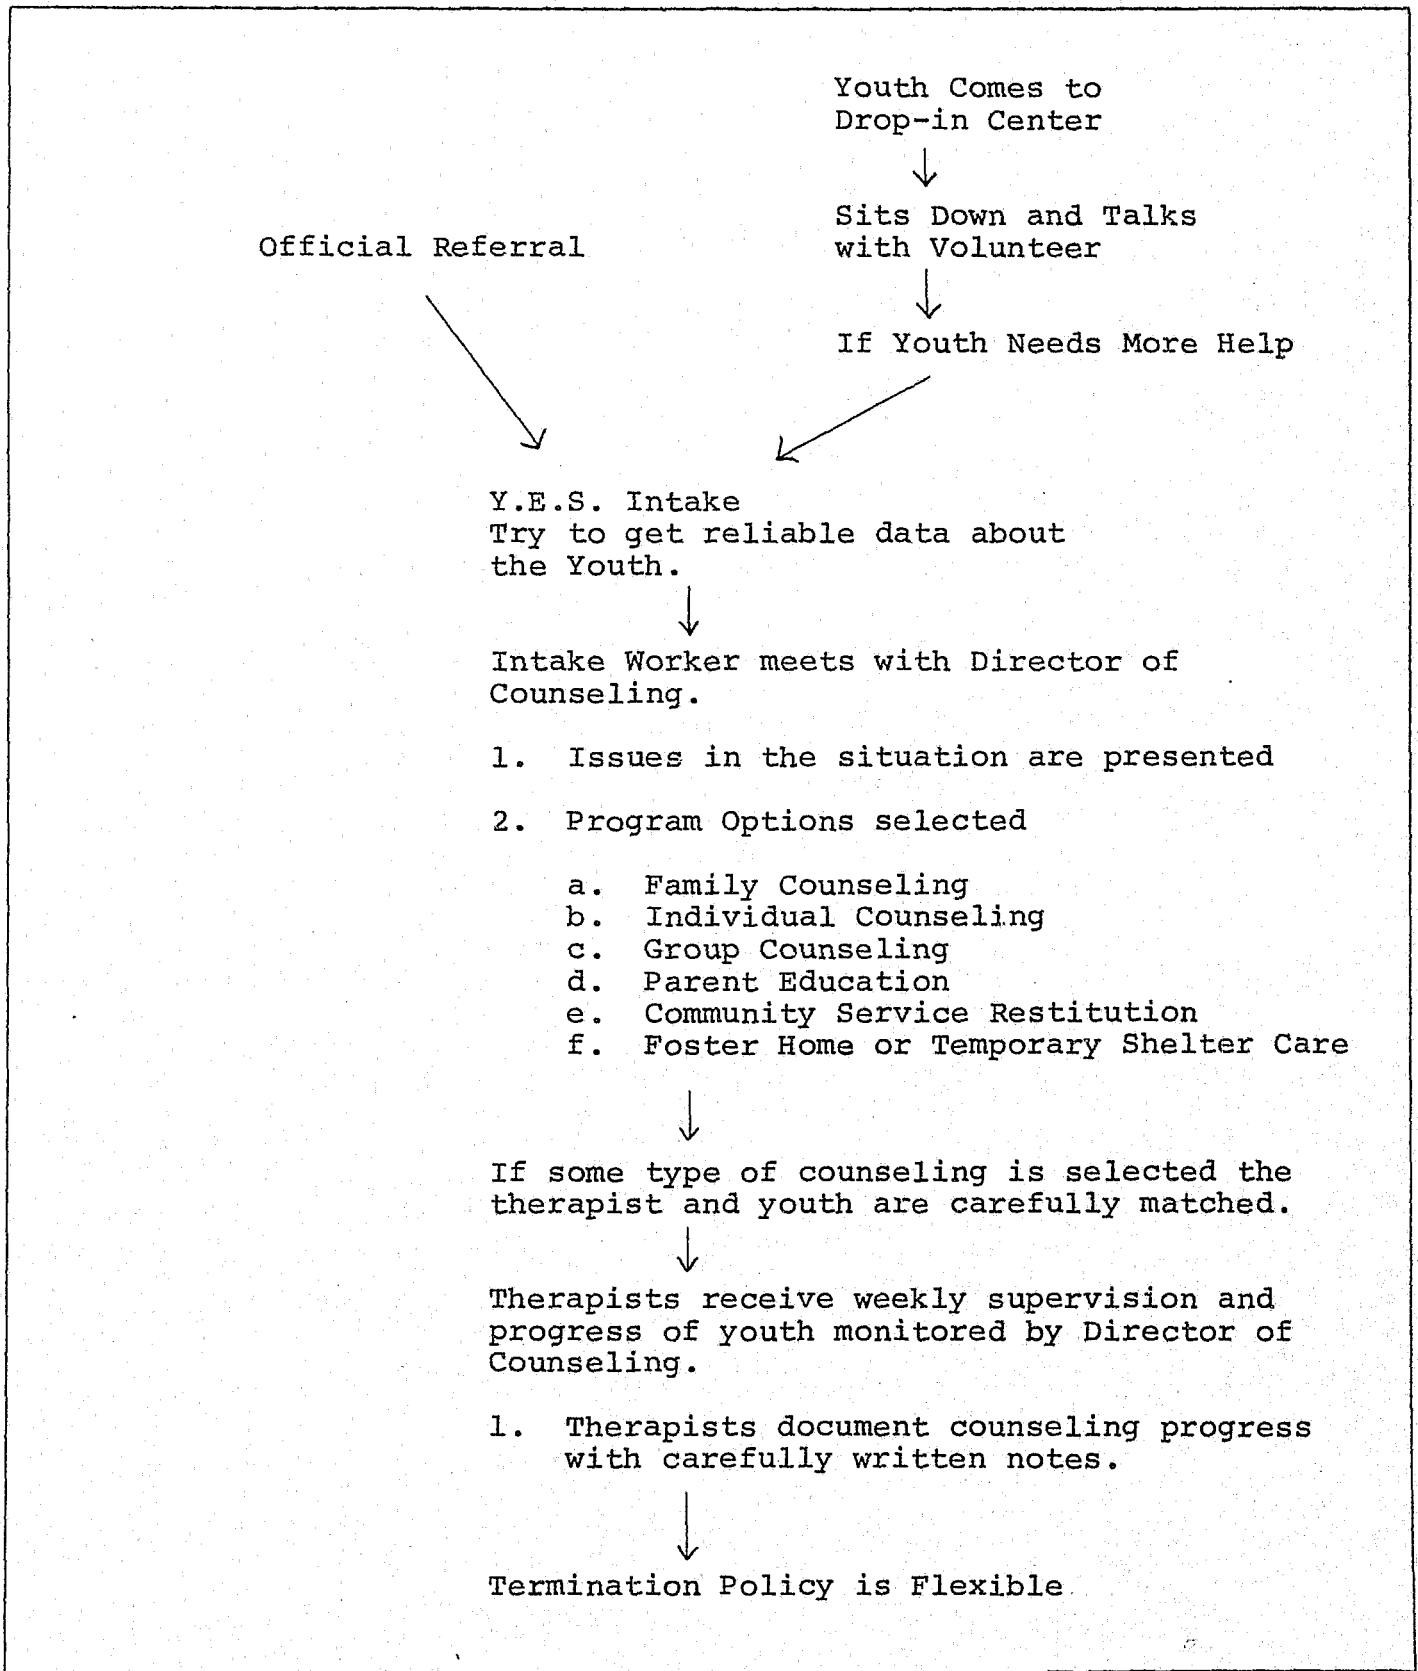 Youth Comes to
Drop-in Center
Sits Down and Talks
with Volunteer
Official Referral
If Youth Needs More Help
Y.E.S. Intake
Try to get reliable data about
the Youth.
Intake Worker meets with Director of
Counseling.
1. Issues in the situation are presented
2. Program Options selected
a. Family Counseling
b. Individual Counseling
c. Group Counseling
d. Parent Education
e. Community Service Restitution
f. Foster Home or Temporary Shelter Care
If some type of counseling is selected the
therapist and youth are carefully matched.
Therapists receive weekly supervision and
progress of youth monitored by Director of
Counseling.
1. Therapists document counseling progress
with carefully written notes.
Termination Policy is Flexible